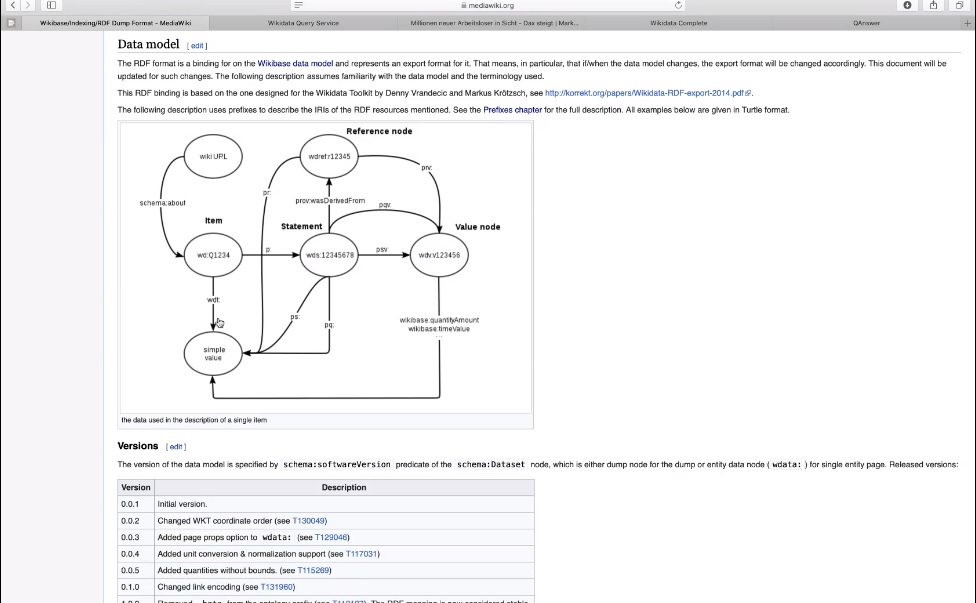 mediawiki.org
Wikibase/Indexing/RDF Dump Format - MediaWiki
Wikidata Query Service
Millionen neuer Arbeitsloser in Sicht - Das steigt | Mark...
Wikidata Complete
QAnswer
Data model [ edit ]
The RDF format is a binding for on the Wikibase data model and represents an export format for it. That means, in particular, that if/when the data model changes, the export format will be changed accordingly. This document will be
updated for such changes. The following description assumes familiarity with the data model and the terminology used.
This RDF binding is based on the one designed for the Wikidata Toolkit by Denny Vrandecic and Markus Krötzsch, see http://korrekt.org/papers/Wikidata-RDF-export-2014.pdf.
The following description uses prefixes to describe the IRIs of the RDF resources mentioned. See the Prefixes chapter for the full description. All examples below are given in Turtle format.
Reference node
wiki URL
wdref:r12345
pr:
prv:
schema:about
prov:wasDerivedFrom
pqv:
Item
Statement
Value node
wd:Q1234
p:
wds:12345678
psv:
wdv:v123456
wdt:
ps:
pq:
wikibase:quantityAmount
wikibase:timeValue
...
simple
value
the data used in the description of a single item
Versions [ edit ]
The version of the data model is specified by schema:softwareVersion predicate of the schema:Dataset node, which is either dump node for the dump or entity data node ( wdata: ) for single entity page. Released versions:
Version Description
0.0.1 Initial version.
0.0.2 Changed WKT coordinate order (see T130049)
0.0.3 Added page props option to wdata: (see T129046)
0.0.4 Added unit conversion & normalization support (see T117031)
0.0.5 Added quantities without bounds. (see T115269)
0.1.0 Changed link encoding (see T131960)